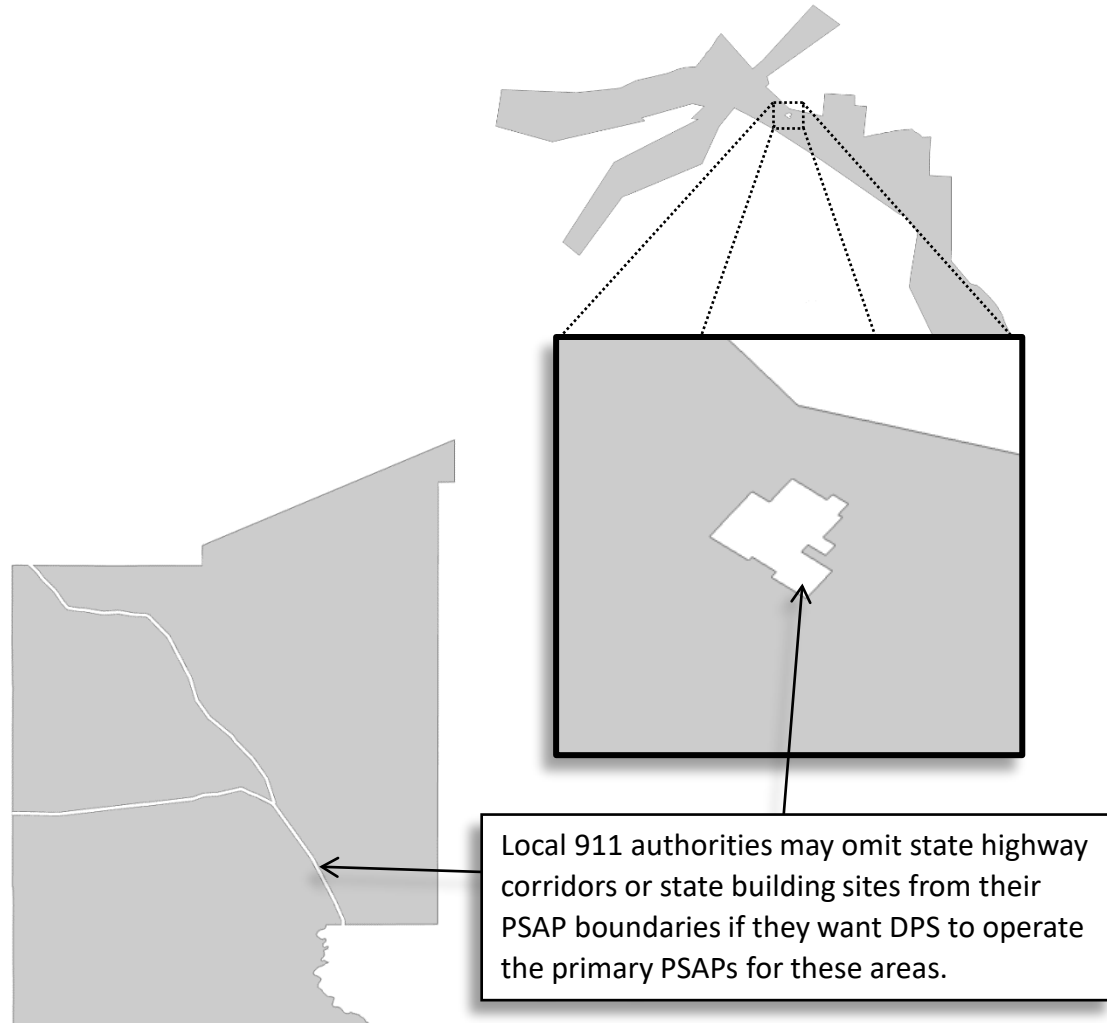 Local 911 authorities may omit state highway
corridors or state building sites from their
PSAP boundaries if they want DPS to operate
the primary PSAPs for these areas.